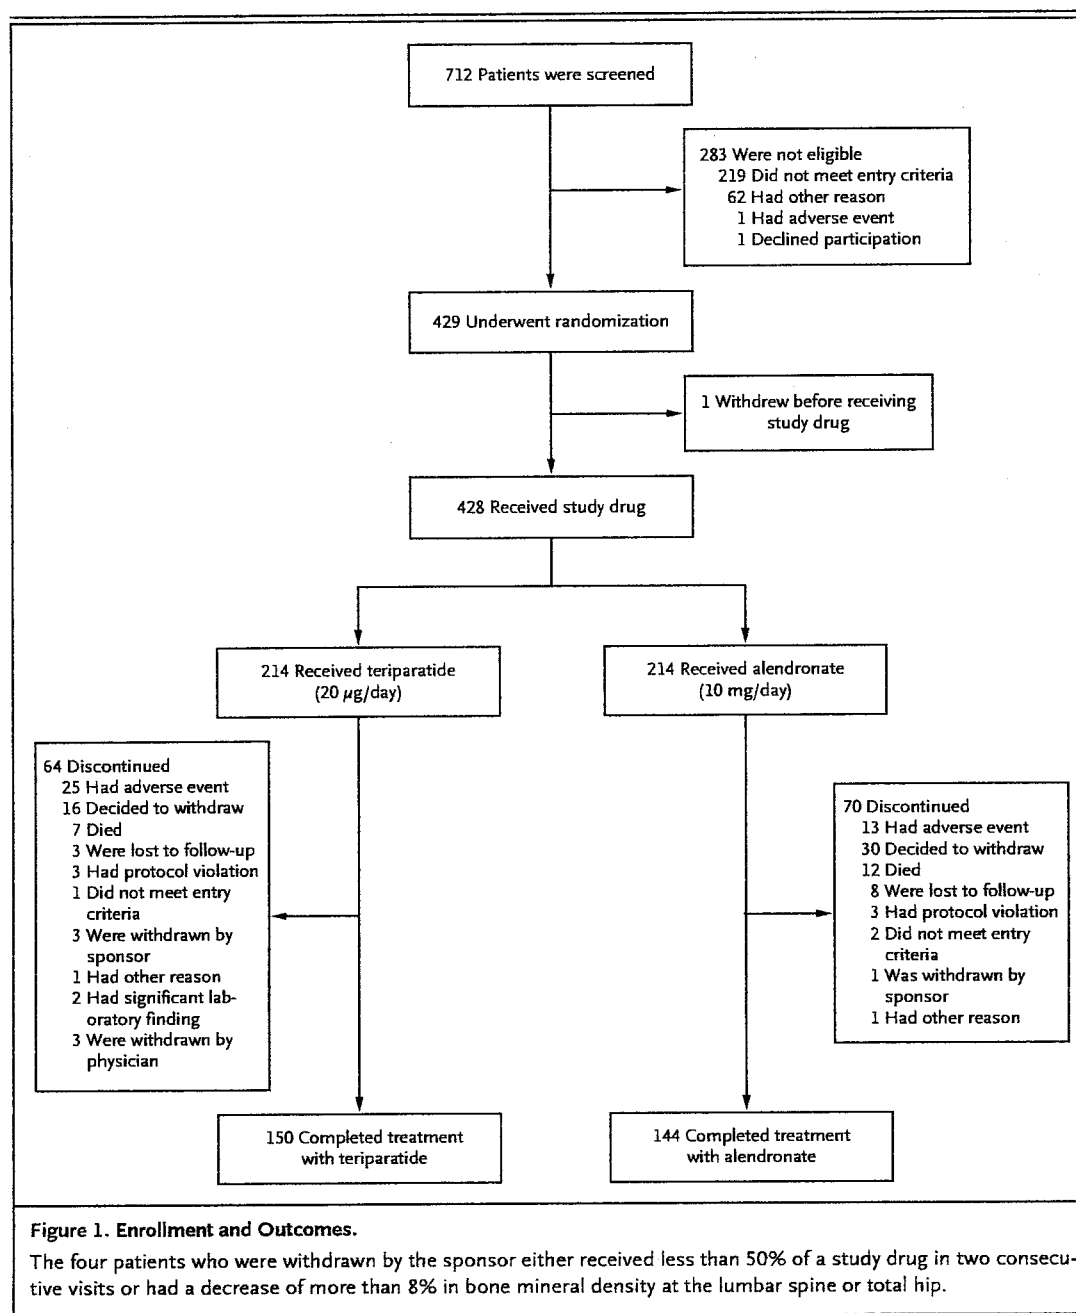 712 Patients were screened
283 Were not eligible
219 Did not meet entry criteria
62 Had other reason
1 Had adverse event
1 Declined participation
429 Underwent randomization
1 Withdrew before receiving
study drug
428 Received study drug
214 Received teriparatide
(20 µg/day)
214 Received alendronate
(10 mg/day)
64 Discontinued
25 Had adverse event
16 Decided to withdraw
7 Died
3 Were lost to follow-up
3 Had protocol violation
1 Did not meet entry
criteria
3 Were withdrawn by
sponsor
1 Had other reason
2 Had significant lab-
oratory finding
3 Were withdrawn by
physician
70 Discontinued
13 Had adverse event
30 Decided to withdraw
12 Died
8 Were lost to follow-up
3 Had protocol violation
2 Did not meet entry
criteria
1 Was withdrawn by
sponsor
1 Had other reason
150 Completed treatment
with teriparatide
144 Completed treatment
with alendronate
Figure 1. Enrollment and Outcomes.
The four patients who were withdrawn by the sponsor either received less than 50% of a study drug in two consecu-
tive visits or had a decrease of more than 8% in bone mineral density at the lumbar spine or total hip.